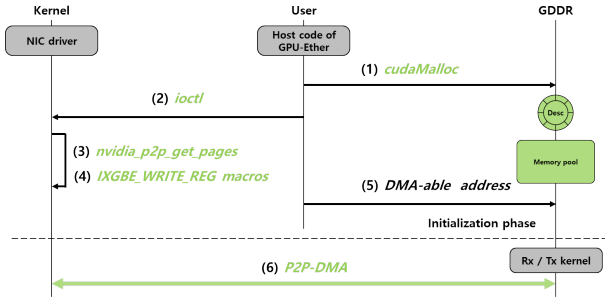 Kernel
User
GDDR
NIC driver
Host code of
GPU-Ether
(1) cudaMalloc
(2) ioctl
Desc
(3) nvidia_p2p_get_pages
Memory pool
(4) IXGBE_WRITE_REG macros
(5) DMA-able address
Initialization phase
Rx / Tx kernel
(6) P2P-DMA